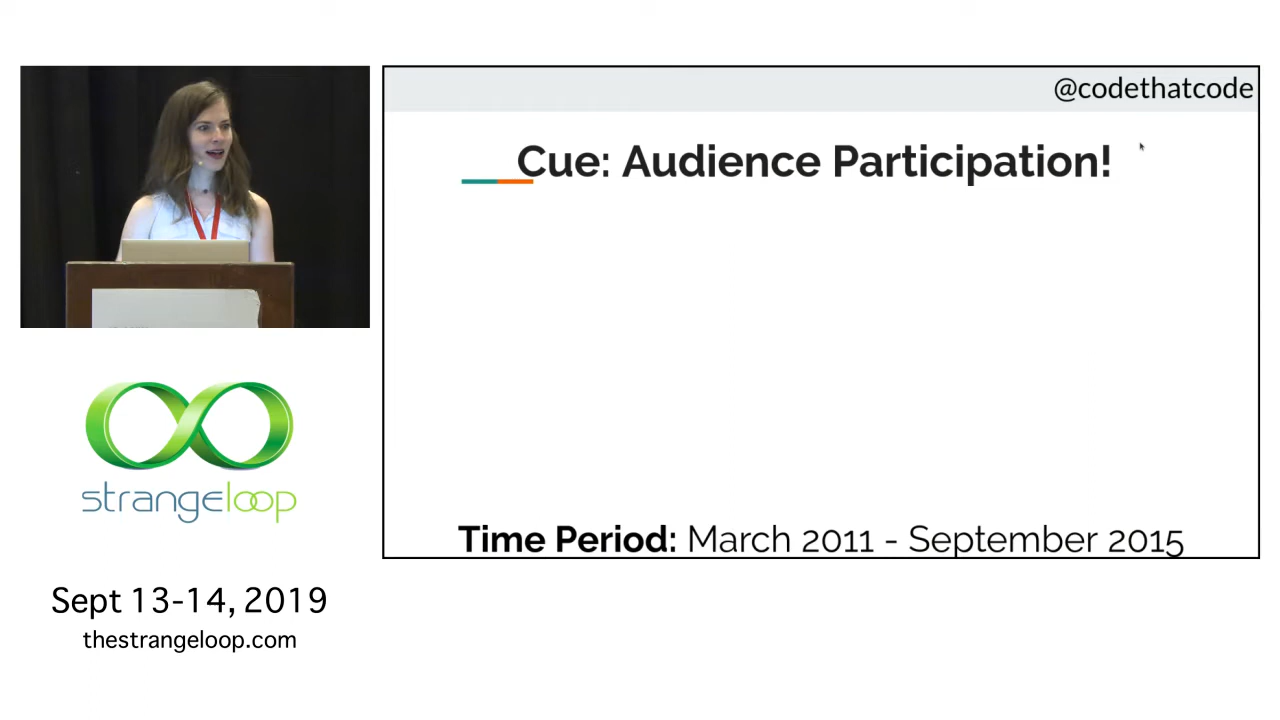 @codethatcode
Cue: Audience Participation!
Time Period: March 2011 - September 2015
strangeloop
Sept 13-14, 2019
thestrangeloop.com